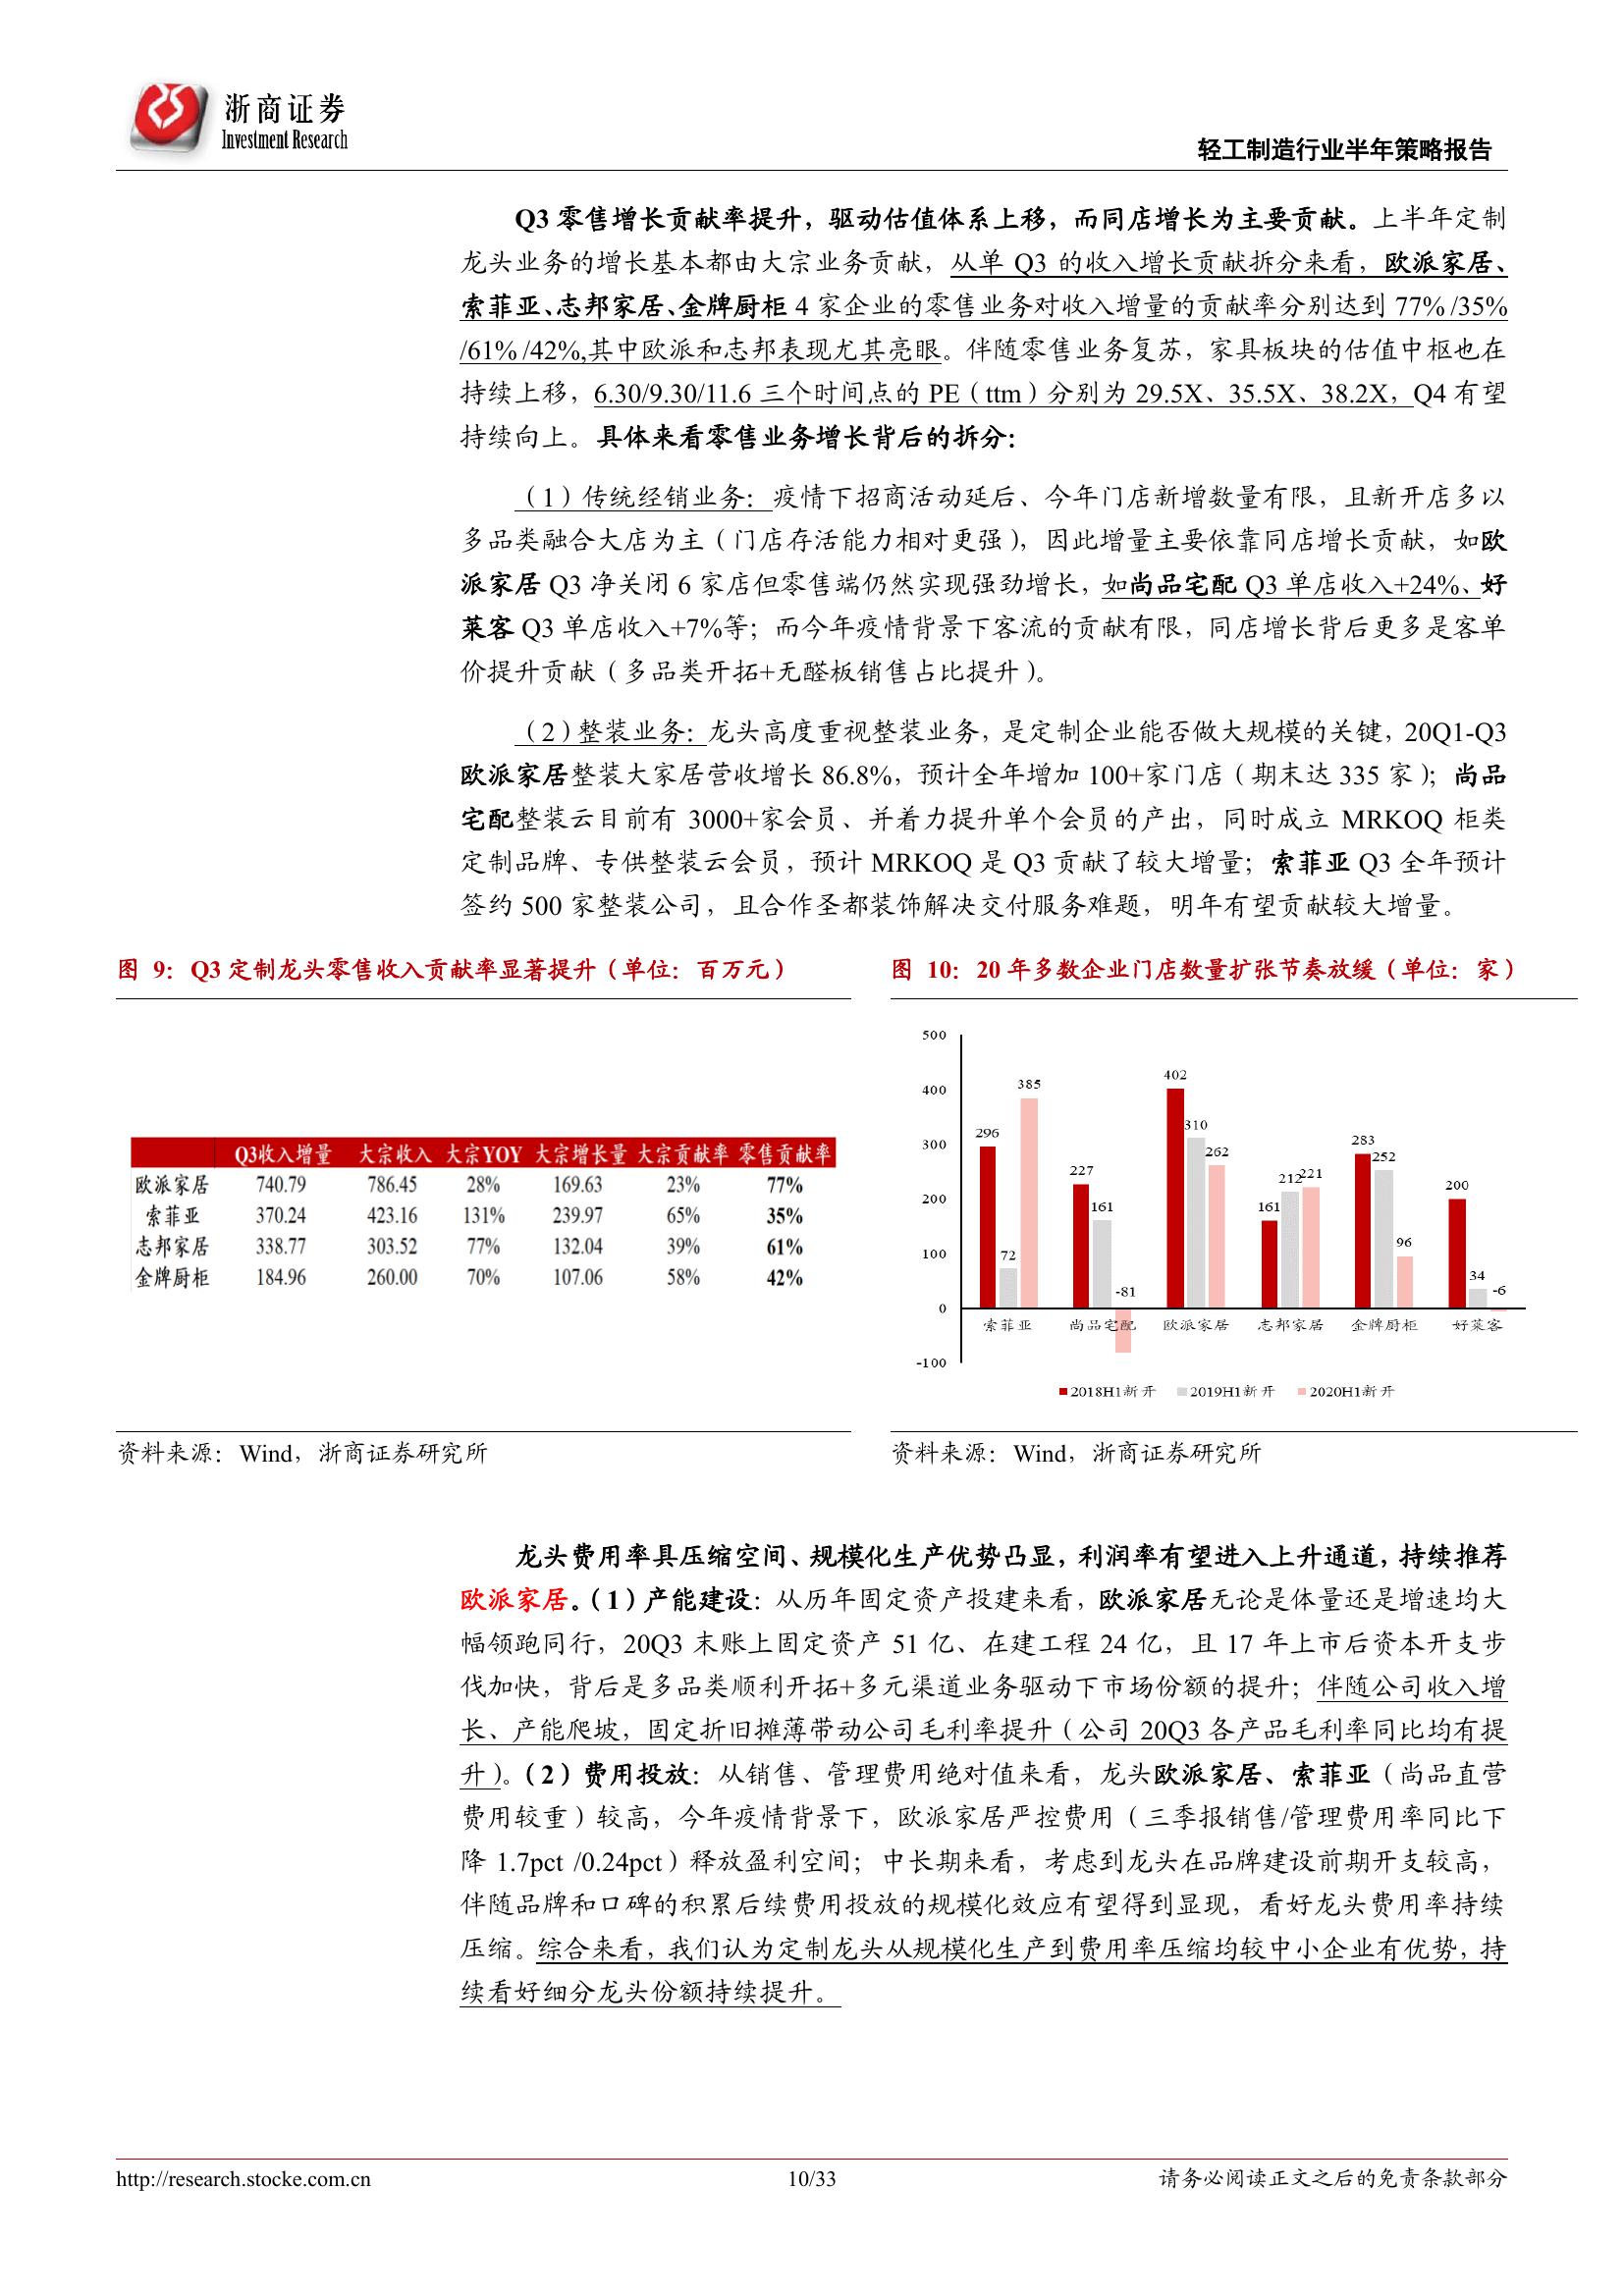 浙商证券
Investment Research
轻工制造行业半年策略报告
Q3 零售增长贡献率提升，驱动估值体系上移，而同店增长为主要贡献。上半年定制
龙头业务的增长基本都由大宗业务贡献，从单 Q3 的收入增长贡献拆分来看，欧派家居、
索菲亚、志邦家居、金牌厨柜 4 家企业的零售业务对收入增量的贡献率分别达到 77% /35%
/61% /42%,其中欧派和志邦表现尤其亮眼。伴随零售业务复苏，家具板块的估值中枢也在
持续上移，6.30/9.30/11.6 三个时间点的 PE（ttm）分别为 29.5X、35.5X、38.2X，Q4 有望
持续向上。具体来看零售业务增长背后的拆分：
（1）传统经销业务：疫情下招商活动延后、今年门店新增数量有限，且新开店多以
多品类融合大店为主（门店存活能力相对更强），因此增量主要依靠同店增长贡献，如欧
派家居 Q3 净关闭 6 家店但零售端仍然实现强劲增长，如尚品宅配 Q3 单店收入+24%、好
莱客 Q3 单店收入+7%等；而今年疫情背景下客流的贡献有限，同店增长背后更多是客单
价提升贡献（多品类开拓+无醛板销售占比提升）。
（2）整装业务：龙头高度重视整装业务，是定制企业能否做大规模的关键，20Q1-Q3
欧派家居整装大家居营收增长 86.8%，预计全年增加 100+家门店（期末达 335 家）；尚品
宅配整装云目前有 3000+家会员、并着力提升单个会员的产出，同时成立 MRKOQ 柜类
定制品牌、专供整装云会员，预计 MRKOQ 是 Q3 贡献了较大增量；索菲亚 Q3 全年预计
签约 500 家整装公司，且合作圣都装饰解决交付服务难题，明年有望贡献较大增量。
图 9：Q3 定制龙头零售收入贡献率显著提升（单位：百万元）
Q3收入增量 大宗收入 大宗YOY 大宗增长量 大宗贡献率 零售贡献率
欧派家居 740.79 786.45 28% 169.63 23% 77%
索菲亚 370.24 423.16 131% 239.97 65% 35%
志邦家居 338.77 303.52 77% 132.04 39% 61%
金牌厨柜 184.96 260.00 70% 107.06 58% 42%
资料来源：Wind，浙商证券研究所
图 10：20 年多数企业门店数量扩张节奏放缓（单位：家）
500
400
300
200
100
0
-100
296 72 385
227 161 -81
402 310 262
161 212 221
283 252 96
200 34 -6
索菲亚 尚品宅配 欧派家居 志邦家居 金牌厨柜 好莱客
2018H1新开 2019H1新开 2020H1新开
资料来源：Wind，浙商证券研究所
龙头费用率具压缩空间、规模化生产优势凸显，利润率有望进入上升通道，持续推荐
欧派家居。（1）产能建设：从历年固定资产投建来看，欧派家居无论是体量还是增速均大
幅领跑同行，20Q3 末账上固定资产 51 亿、在建工程 24 亿，且 17 年上市后资本开支步
伐加快，背后是多品类顺利开拓+多元渠道业务驱动下市场份额的提升；伴随公司收入增
长、产能爬坡，固定折旧摊薄带动公司毛利率提升（公司 20Q3 各产品毛利率同比均有提
升）。（2）费用投放：从销售、管理费用绝对值来看，龙头欧派家居、索菲亚（尚品直营
费用较重）较高，今年疫情背景下，欧派家居严控费用（三季报销售/管理费用率同比下
降 1.7pct /0.24pct）释放盈利空间；中长期来看，考虑到龙头在品牌建设前期开支较高，
伴随品牌和口碑的积累后续费用投放的规模化效应有望得到显现，看好龙头费用率持续
压缩。综合来看，我们认为定制龙头从规模化生产到费用率压缩均较中小企业有优势，持
续看好细分龙头份额持续提升。
http://research.stocke.com.cn
10/33
请务必阅读正文之后的免责条款部分